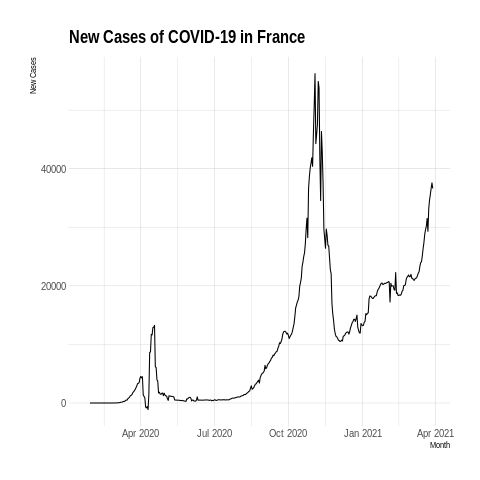 New Cases of COVID-19 in France
New Cases
40000
20000
0
Apr 2020
Jul 2020
Oct 2020
Jan 2021
Apr 2021
Month